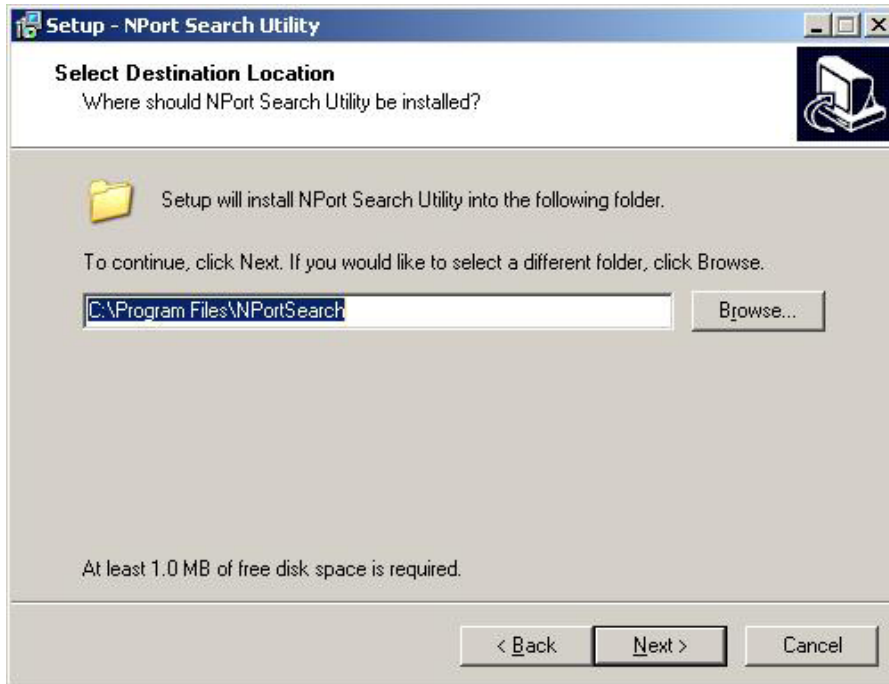 Setup - NPort Search Utility
Select Destination Location
Where should NPort Search Utility be installed?
Setup will install NPort Search Utility into the following folder.
To continue, click Next. If you would like to select a different folder, click Browse.
C:\Program Files\NPortSearch
Browse...
At least 1.0 MB of free disk space is required.
< Back
Next >
Cancel